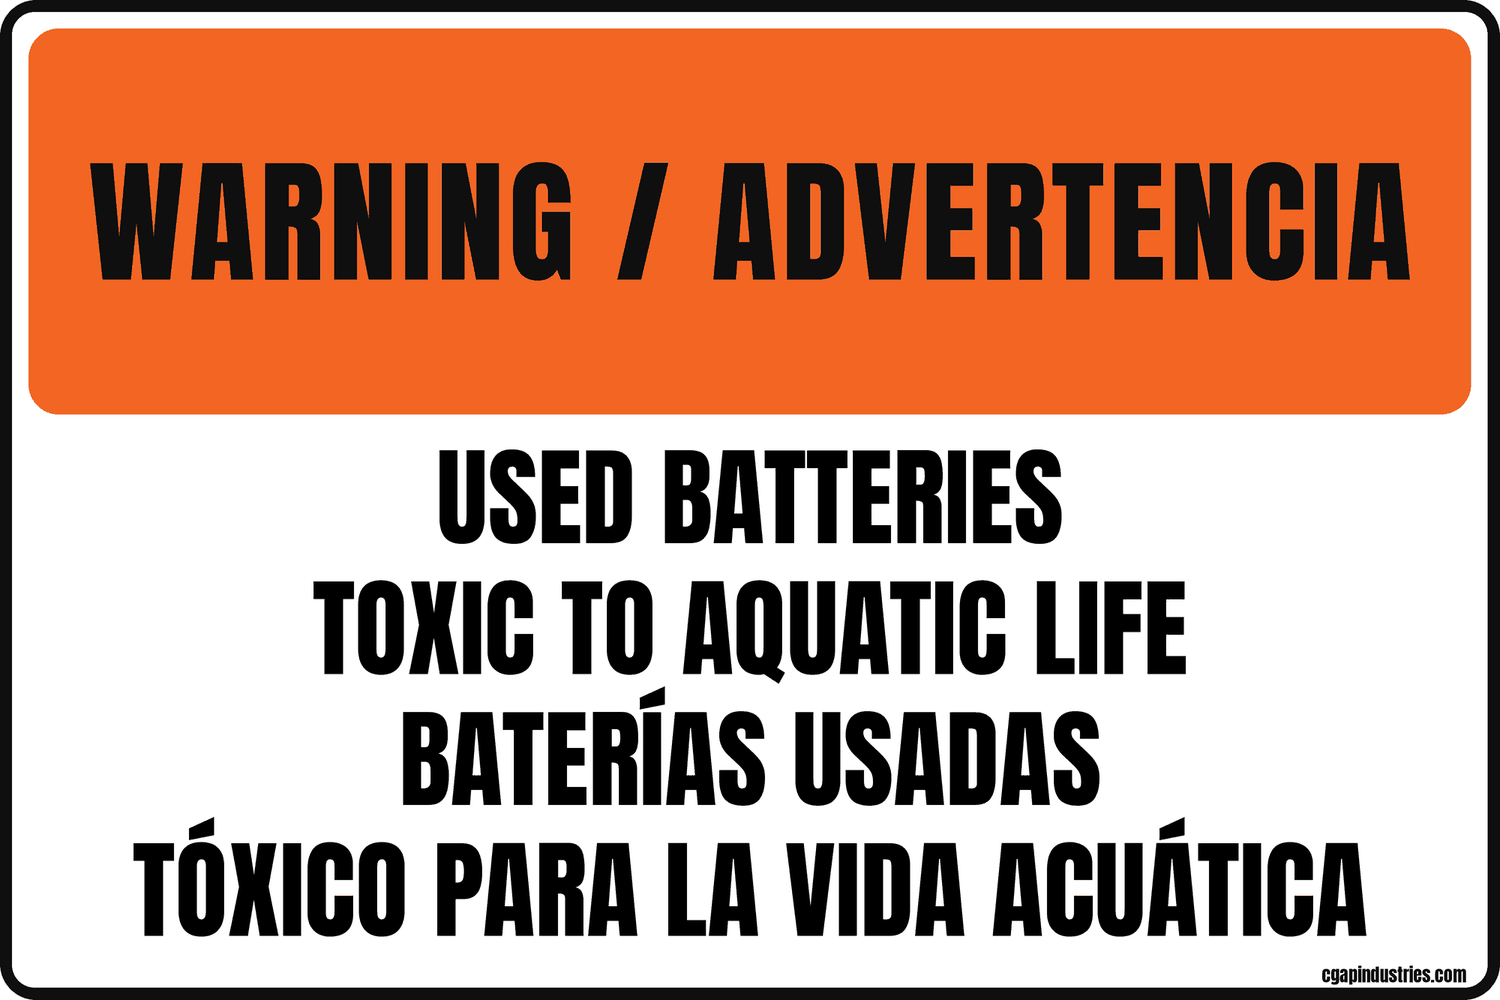 WARNING / ADVERTENCIA
USED BATTERIES
TOXIC TO AQUATIC LIFE
BATERÍAS USADAS
TÓXICO PARA LA VIDA ACUÁTICA
cgapindustries.com